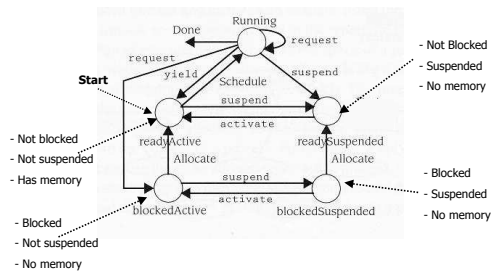 Running
Done
request
request
yield
suspend
Schedule
Start
suspend
activate
readyActive
readySuspended
Allocate
Allocate
suspend
activate
blockedActive
blockedSuspended
- Not Blocked
- Suspended
- No memory
- Not blocked
- Not suspended
- Has memory
- Blocked
- Suspended
- No memory
- Blocked
- Not suspended
- No memory